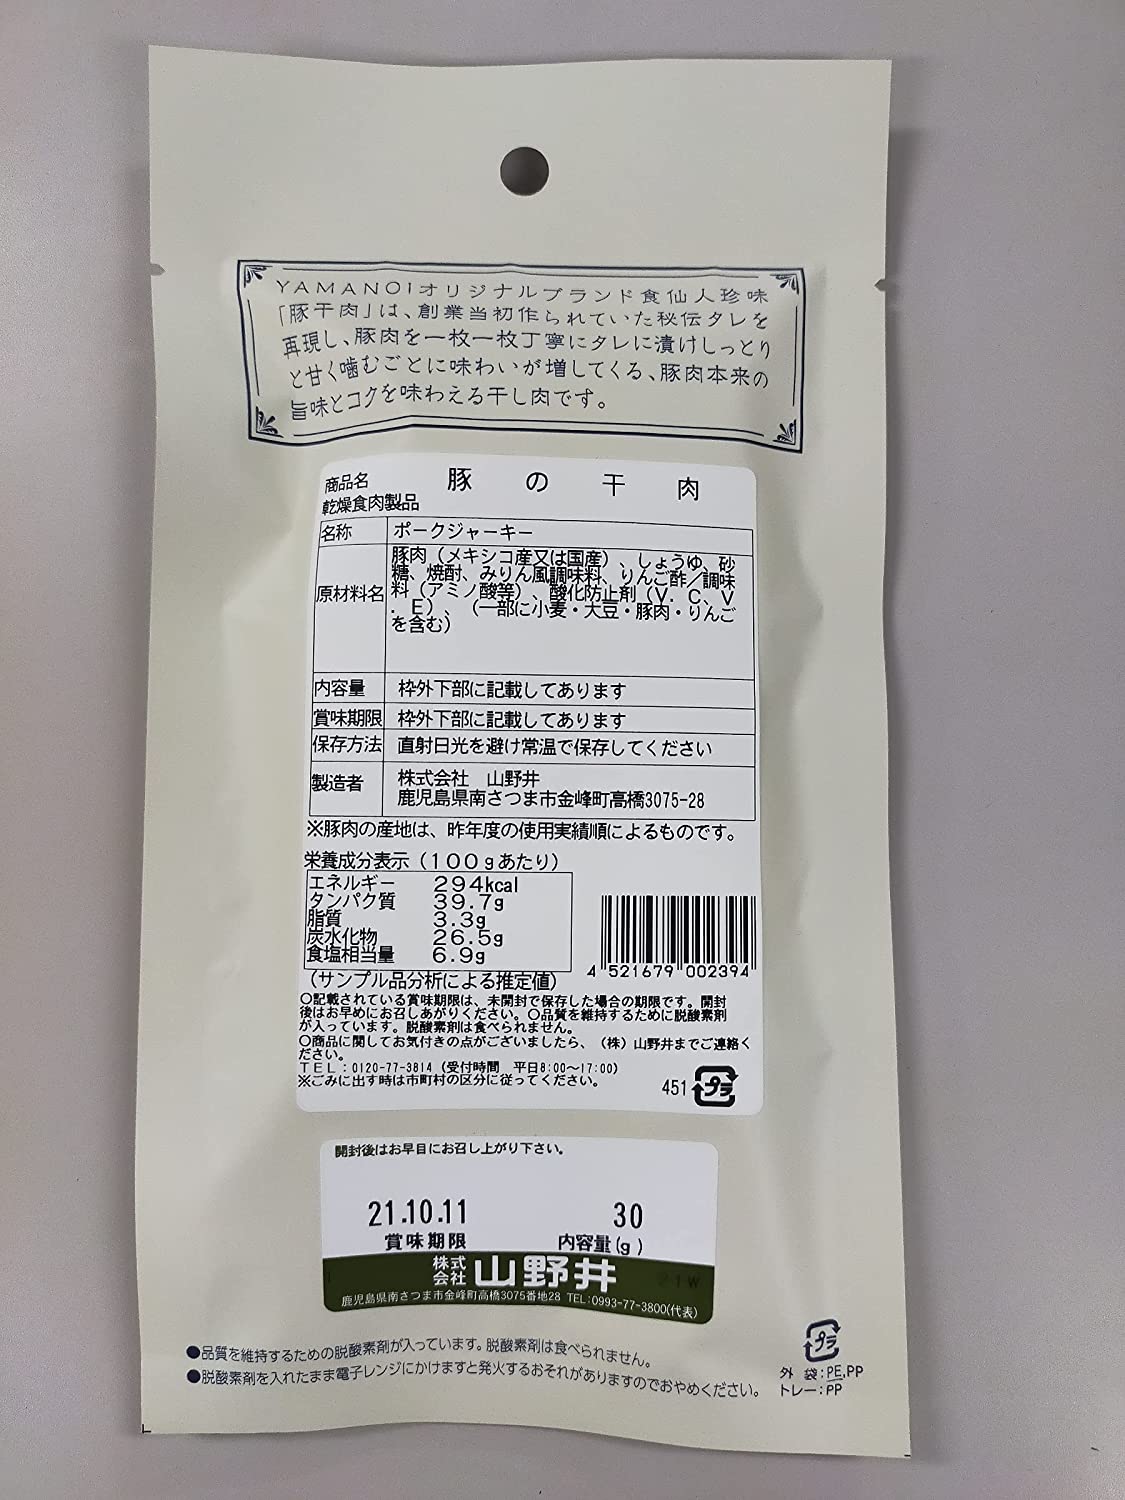 YAMANOIオリジナルブランド食仙人珍味
「豚干肉」は、創業当初作られていた秘伝タレを
再現し、豚肉を一枚一枚丁寧にタレに漬けしっとり
と甘く噛むごとに味わいが増してくる、豚肉本来の
旨味とコクを味わえる干し肉です。
商品名 豚の干肉
乾燥食肉製品
名称 ポークジャーキー
原材料名 豚肉（メキシコ産又は国産）、しょうゆ、砂
糖、焼酎、みりん風調味料、りんご酢／調味
料（アミノ酸等）、酸化防止剤（V．C、V
．E）、（一部に小麦・大豆・豚肉・りんご
を含む）
内容量 枠外下部に記載してあります
賞味期限 枠外下部に記載してあります
保存方法 直射日光を避け常温で保存してください
製造者 株式会社 山野井
鹿児島県南さつま市金峰町高橋3075-28
※豚肉の産地は、昨年度の使用実績順によるものです。
栄養成分表示（100gあたり）
エネルギー 294kcal
タンパク質 39.7g
脂質 3.3g
炭水化物 26.5g
食塩相当量 6.9g
（サンプル品分析による推定値）
4 521679 002394
〇記載されている賞味期限は、未開封で保存した場合の期限です。開封
後はお早めにお召しあがりください。〇品質を維持するために脱酸素剤
が入っています。脱酸素剤は食べられません。
〇商品に関してお気付きの点がございましたら、（株）山野井までご連絡く
ださい。
TEL：0120-77-3814（受付時間 平日8:00～17:00）
※ごみに出す時は市町村の区分に従ってください。
451 プラ
開封後はお早目にお召し上がり下さい。
21.10.11 30
賞味期限 内容量(g)
株式会社 山野井
鹿児島県南さつま市金峰町高橋3075番地28 TEL:0993-77-3800(代表)
●品質を維持するための脱酸素剤が入っています。脱酸素剤は食べられません。
●脱酸素剤を入れたまま電子レンジにかけますと発火するおそれがありますのでおやめください。
プラ
外 袋:PE,PP
トレー:PP